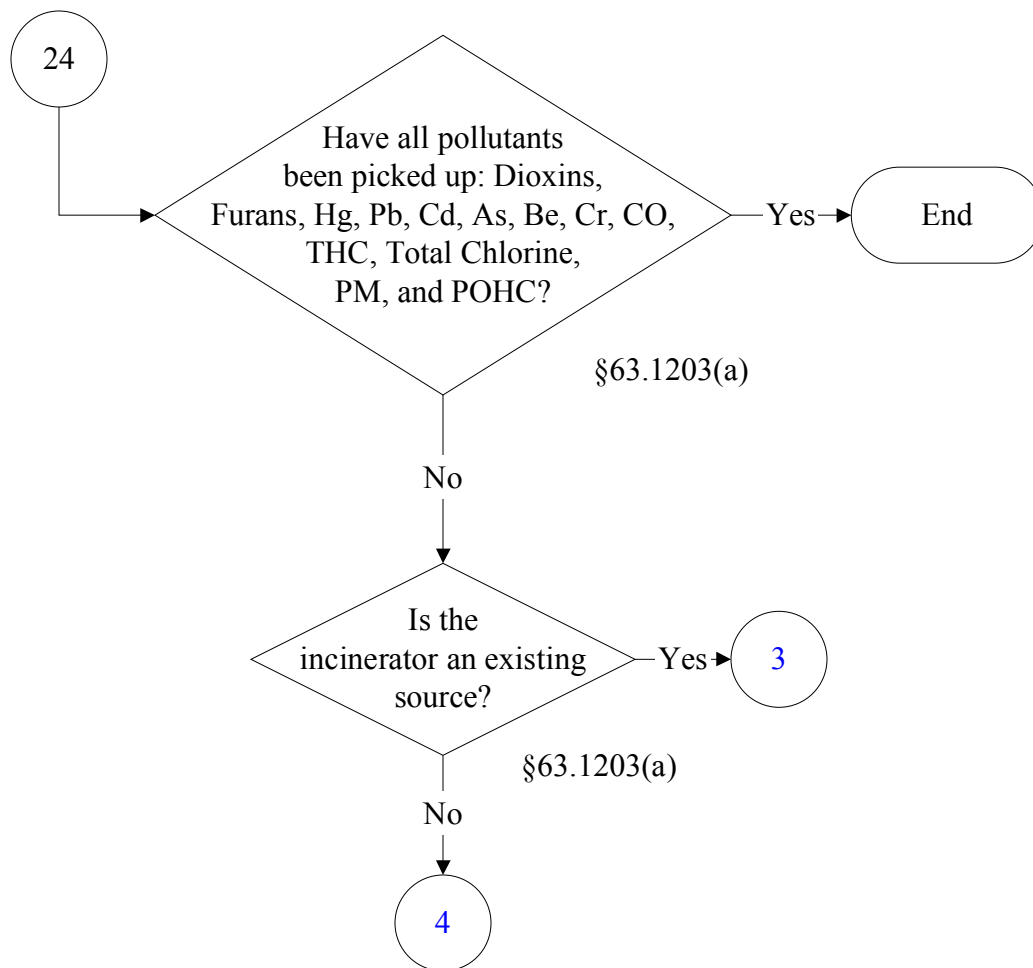 24
Have all pollutants
been picked up: Dioxins,
Furans, Hg, Pb, Cd, As, Be, Cr, CO,
THC, Total Chlorine,
PM, and POHC?
Yes
End
§63.1203(a)
No
Is the
incinerator an existing
source?
Yes
3
§63.1203(a)
No
4